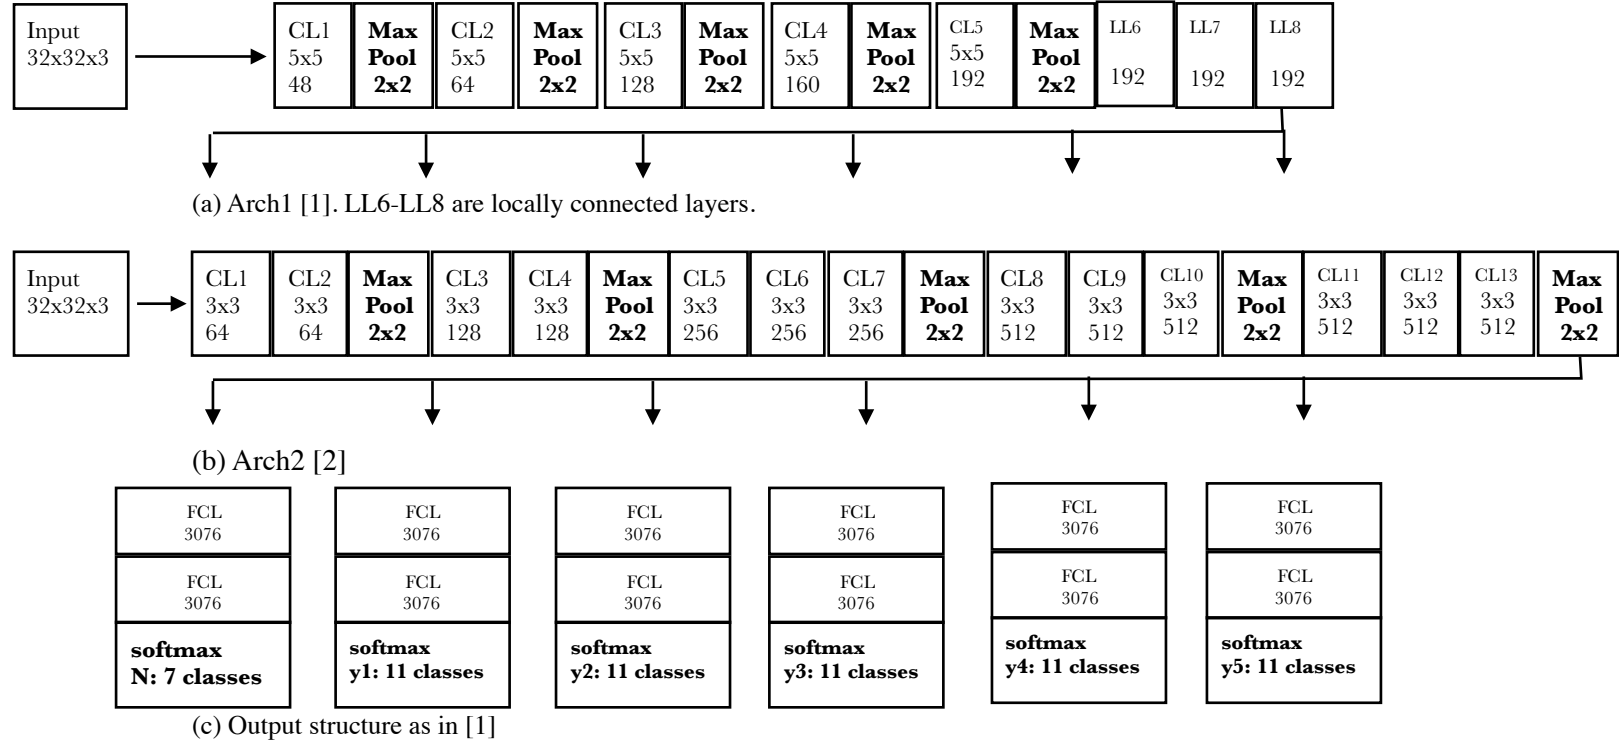 Input
32x32x3
CL1
5x5
48
Max
Pool
2x2
CL2
5x5
64
Max
Pool
2x2
CL3
5x5
128
Max
Pool
2x2
CL4
5x5
160
Max
Pool
2x2
CL5
5x5
192
Max
Pool
2x2
LL6
192
LL7
192
LL8
192
(a) Arch1 [1]. LL6-LL8 are locally connected layers.
Input
32x32x3
CL1
3x3
64
CL2
3x3
64
Max
Pool
2x2
CL3
3x3
128
CL4
3x3
128
Max
Pool
2x2
CL5
3x3
256
CL6
3x3
256
CL7
3x3
256
Max
Pool
2x2
CL8
3x3
512
CL9
3x3
512
CL10
3x3
512
Max
Pool
2x2
CL11
3x3
512
CL12
3x3
512
CL13
3x3
512
Max
Pool
2x2
(b) Arch2 [2]
FCL
3076
FCL
3076
softmax
N: 7 classes
FCL
3076
FCL
3076
softmax
y1: 11 classes
FCL
3076
FCL
3076
softmax
y2: 11 classes
FCL
3076
FCL
3076
softmax
y3: 11 classes
FCL
3076
FCL
3076
softmax
y4: 11 classes
FCL
3076
FCL
3076
softmax
y5: 11 classes
(c) Output structure as in [1]